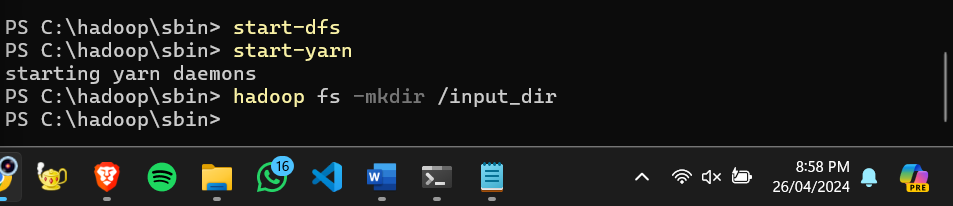 PS C:\hadoop\sbin> start-dfs
PS C:\hadoop\sbin> start-yarn
starting yarn daemons
PS C:\hadoop\sbin> hadoop fs -mkdir /input_dir
PS C:\hadoop\sbin>
16
8:58 PM
26/04/2024
PRE